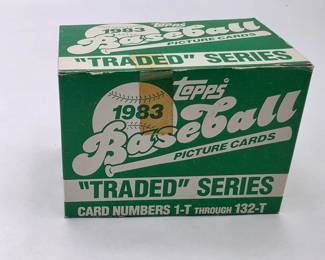 1983
topps
Baseball
PICTURE CARDS
"TRADED" SERIES
topps
1983
Baseball
PICTURE CARDS
"TRADED" SERIES
CARD NUMBERS 1-T THROUGH 132-T